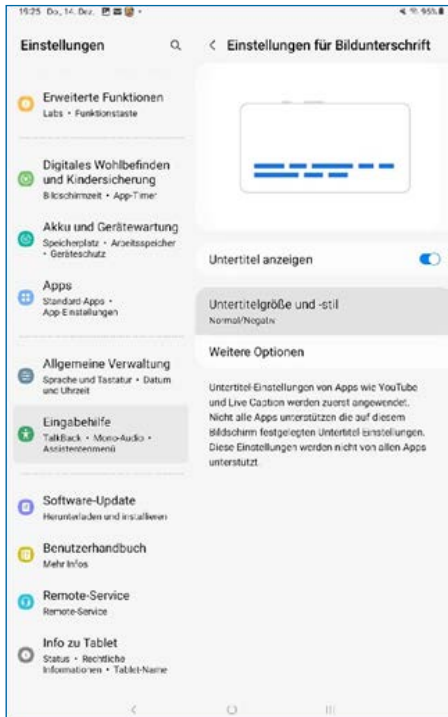 19:25 Do., 14. Dez.
95%
Einstellungen
Erweiterte Funktionen
Labs • Funktionstaste
Digitales Wohlbefinden
und Kindersicherung
Bildschirmzeit • App-Timer
Akku und Gerätewartung
Speicherplatz • Arbeitsspeicher
• Geräteschutz
Apps
Standard-Apps •
App-Einstellungen
Allgemeine Verwaltung
Sprache und Tastatur • Datum
und Uhrzeit
Eingabehilfe
TalkBack • Mono-Audio •
Assistentenmenü
Software-Update
Herunterladen und installieren
Benutzerhandbuch
Mehr Infos
Remote-Service
Remote-Service
Info zu Tablet
Status • Rechtliche
Informationen • Tablet-Name
Einstellungen für Bildunterschrift
Untertitel anzeigen
Untertitelgröße und -stil
Normal/Negativ
Weitere Optionen
Untertitel-Einstellungen von Apps wie YouTube
und Live Caption werden zuerst angewendet.
Nicht alle Apps unterstützen die auf diesem
Bildschirm festgelegten Untertitel-Einstellungen.
Diese Einstellungen werden nicht von allen Apps
unterstützt